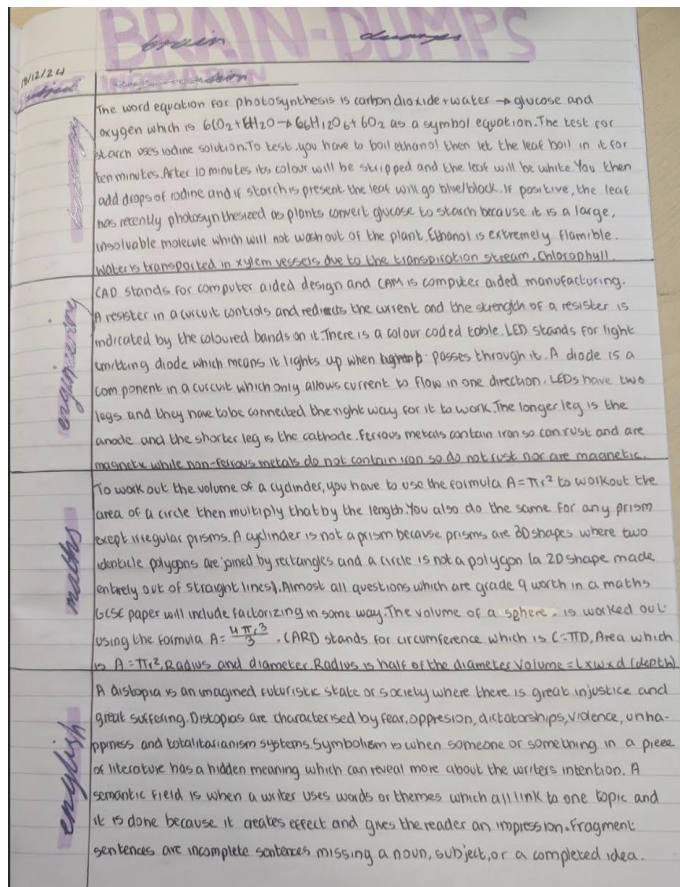 BRAIN-DUMPS
brain dumps
19/12/24
subject
The word equation for photosynthesis is carbon dioxide + water → glucose and
oxygen which is 6CO2+6H2O→C6H12O6+6O2 as a symbol equation. The test for
starch uses iodine solution. To test, you have to boil ethanol then let the leaf boil in it for
ten minutes. After 10 minutes its colour will be stripped and the leaf will be white. You then
add drops of iodine and if starch is present the leaf will go blue/black. If positive, the leaf
has recently photosynthesized as plants convert glucose to starch because it is a large,
insolvable molecule which will not wash out of the plant. Ethanol is extremely flamible.
Water is transported in xylem vessels due to the transpiration stream. Chlorophyll.
engineering
CAD stands for computer aided design and CAM is computer aided manufacturing.
A resister in a curcuit controls and redirects the current and the strength of a resister is
indicated by the coloured bands on it. There is a colour coded table. LED stands for light
emitting diode which means it lights up when passes through it. A diode is a
component in a curcuit which only allows current to flow in one direction. LEDs have two
legs and they have to be connected the right way for it to work. The longer leg is the
anode and the shorter leg is the cathode. Ferrous metals contain iron so can rust and are
magnetic while non-ferrous metals do not contain iron so do not rust nor are magnetic.
maths
To work out the volume of a cylinder, you have to use the formula A=πr² to workout the
area of a circle then multiply that by the length. You also do the same for any prism
exept irregular prisms. A cylinder is not a prism because prisms are 3D shapes where two
identicle polygons are joined by rectangles and a circle is not a polygon (a 2D shape made
entirely out of straight lines). Almost all questions which are grade 9 worth in a maths
GCSE paper will include factorizing in some way. The volume of a sphere. is worked out
using the formula A= 4πr³/3 . CARD stands for circumference which is C=πD, Area which
is A=πr², Radius and diameter. Radius is half of the diameter. Volume = L×w×d (depth)
english
A distopia is an imagined futuristic state or society where there is great injustice and
great suffering. Distopias are characterised by fear, oppresion, dictatorships, violence, unha-
ppiness and totalitarianism systems. Symbolism is when someone or something in a piece
of literature has a hidden meaning which can reveal more about the writers intention. A
semantic field is when a writer uses words or themes which all link to one topic and
it is done because it creates effect and gives the reader an impression. Fragment
sentences are incomplete sentences missing a noun, subject, or a completed idea.